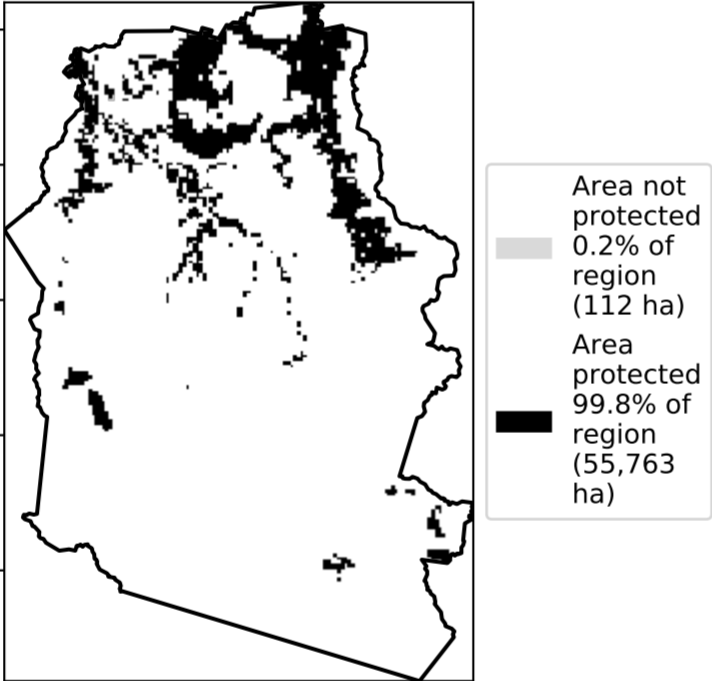 Area not
protected
0.2% of
region
(112 ha)
Area
protected
99.8% of
region
(55,763
ha)